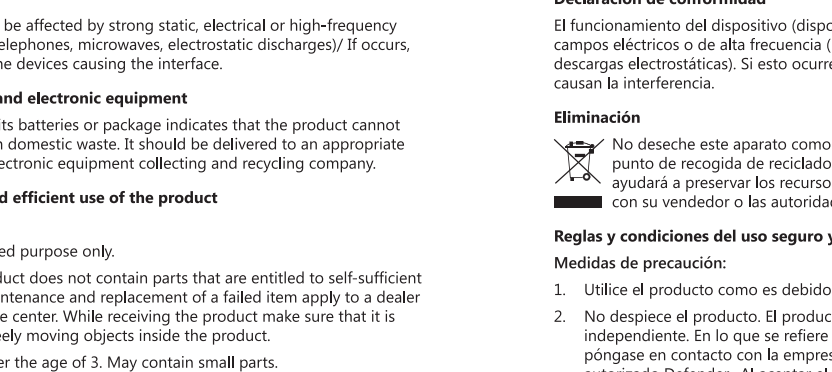 be affected by strong static, electrical or high-frequency
elephones, microwaves, electrostatic discharges)/ If occurs,
devices causing the interface.
and electronic equipment
its batteries or package indicates that the product cannot
domestic waste. It should be delivered to an appropriate
ectronic equipment collecting and recycling company.
efficient use of the product
ed purpose only.
duct does not contain parts that are entitled to self-sufficient
ntenance and replacement of a failed item apply to a dealer
e center. While receiving the product make sure that it is
eely moving objects inside the product.
er the age of 3. May contain small parts.
Declaración de conformidad
El funcionamiento del dispositivo (dispo
campos eléctricos o de alta frecuencia (
descargas electrostáticas). Si esto ocurre
causan la interferencia.
Eliminación
No deseche este aparato como
punto de recogida de reciclado
ayudará a preservar los recurso
con su vendedor o las autoridad
Reglas y condiciones del uso seguro y
Medidas de precaución:
1. Utilice el producto como es debido
2. No despiece el producto. El produc
independiente. En lo que se refiere
póngase en contacto con la empres
autorizado Defender. Al aceptar el